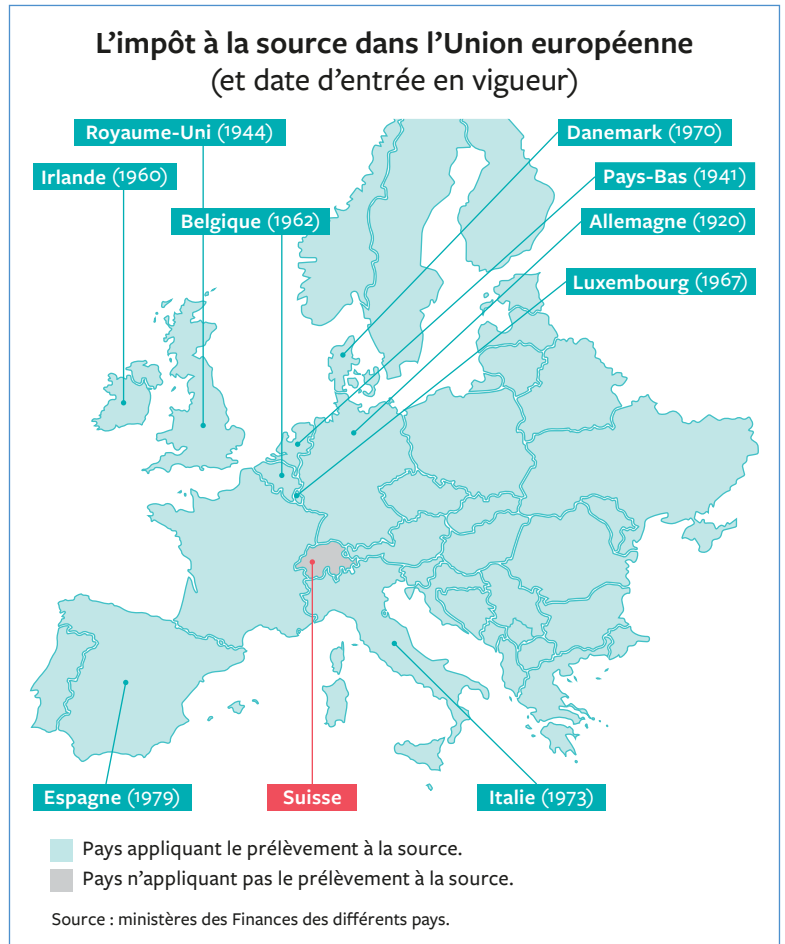 L’impôt à la source dans l’Union européenne
(et date d’entrée en vigueur)
Royaume-Uni (1944)
Danemark (1970)
Irlande (1960)
Pays-Bas (1941)
Belgique (1962)
Allemagne (1920)
Luxembourg (1967)
Espagne (1979)
Suisse
Italie (1973)
Pays appliquant le prélèvement à la source.
Pays n’appliquant pas le prélèvement à la source.
Source : ministères des Finances des différents pays.